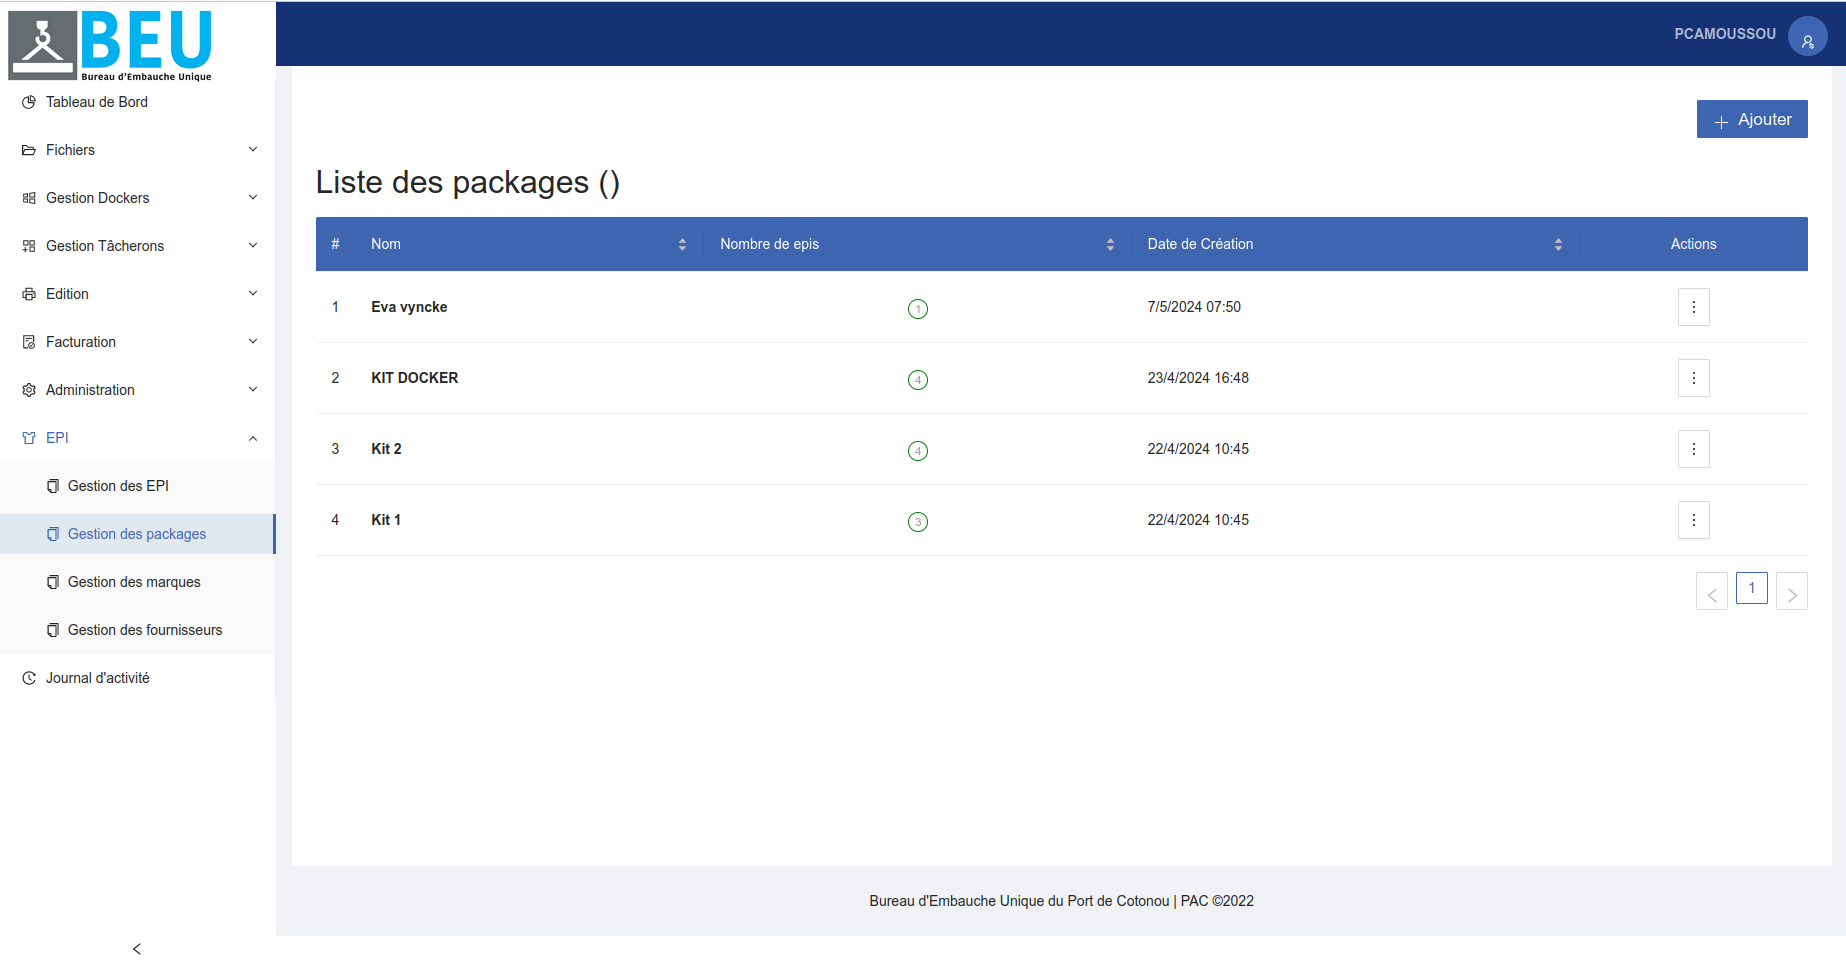 BEU
Bureau d'Embauche Unique
PCAMOUSSOU
Tableau de Bord
Fichiers
Gestion Dockers
Gestion Tâcherons
Edition
Facturation
Administration
EPI
Gestion des EPI
Gestion des packages
Gestion des marques
Gestion des fournisseurs
Journal d'activité
Ajouter
Liste des packages ()
# Nom Nombre de epis Date de Création Actions
1 Eva vyncke 1 7/5/2024 07:50
2 KIT DOCKER 4 23/4/2024 16:48
3 Kit 2 4 22/4/2024 10:45
4 Kit 1 3 22/4/2024 10:45
1
Bureau d'Embauche Unique du Port de Cotonou | PAC ©2022